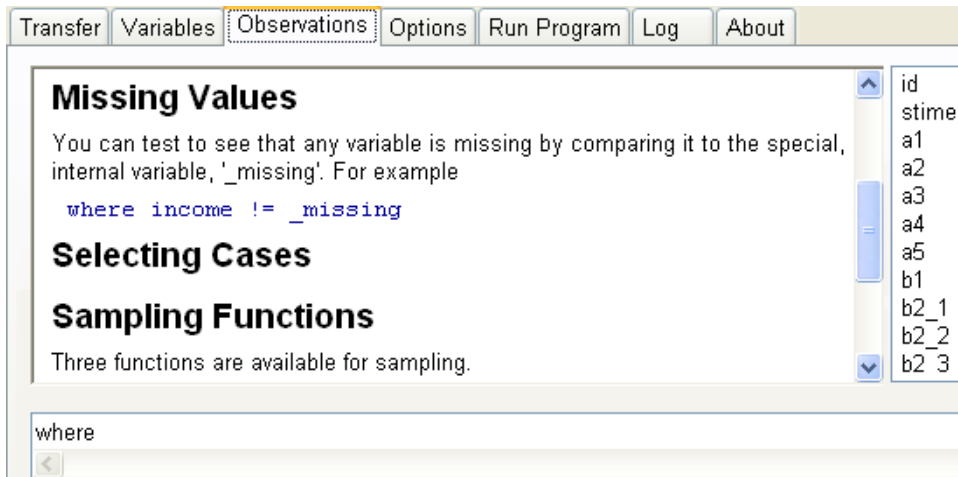 Transfer Variables Observations Options Run Program Log About
Missing Values
You can test to see that any variable is missing by comparing it to the special,
internal variable, '_missing'. For example
where income != _missing
Selecting Cases
Sampling Functions
Three functions are available for sampling.
id
stime
a1
a2
a3
a4
a5
b1
b2_1
b2_2
b2_3
where